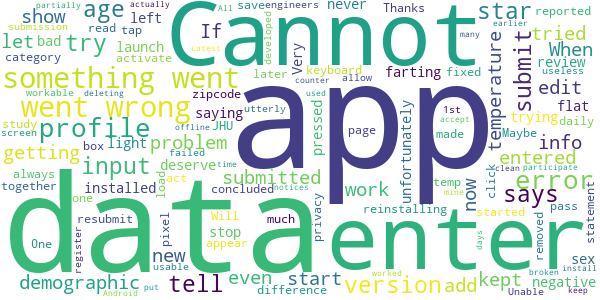 app
data
Cannot
enter
something went
went wrong
profile
version
submit
error
input
age
star
try
edit
says
tell
add
demographic
problem
submitted
temperature
entered
getting
show
let
info
kept
start
even
work
now
new
If
When
tried
launch
activate
bad
left
read
tap
save
engineers
never
Thanks
actually
partially
submission
category
All
developed
Very
later
keyboard
counter
allow
farting
fixed
many
earlier
reported
review
useless
flat
daily
Latest
workable
deleting
utterly
zipcode
saying
pressed
1st
page
made
used
accept
unfortunately
trying
Maybe
study
screen
box
light
offline
JHU
failed
time
deserve
act
always
together
installed
load
concluded
notices
one
resubmit
Will
appear
stop
much
privacy
difference
reinstalling
temp
mine
click
started
removed
pass
clean
participate
statement
sex
install
negative
broken
keep
Unable
days
worked
One
register
pixel
usable
Android
put